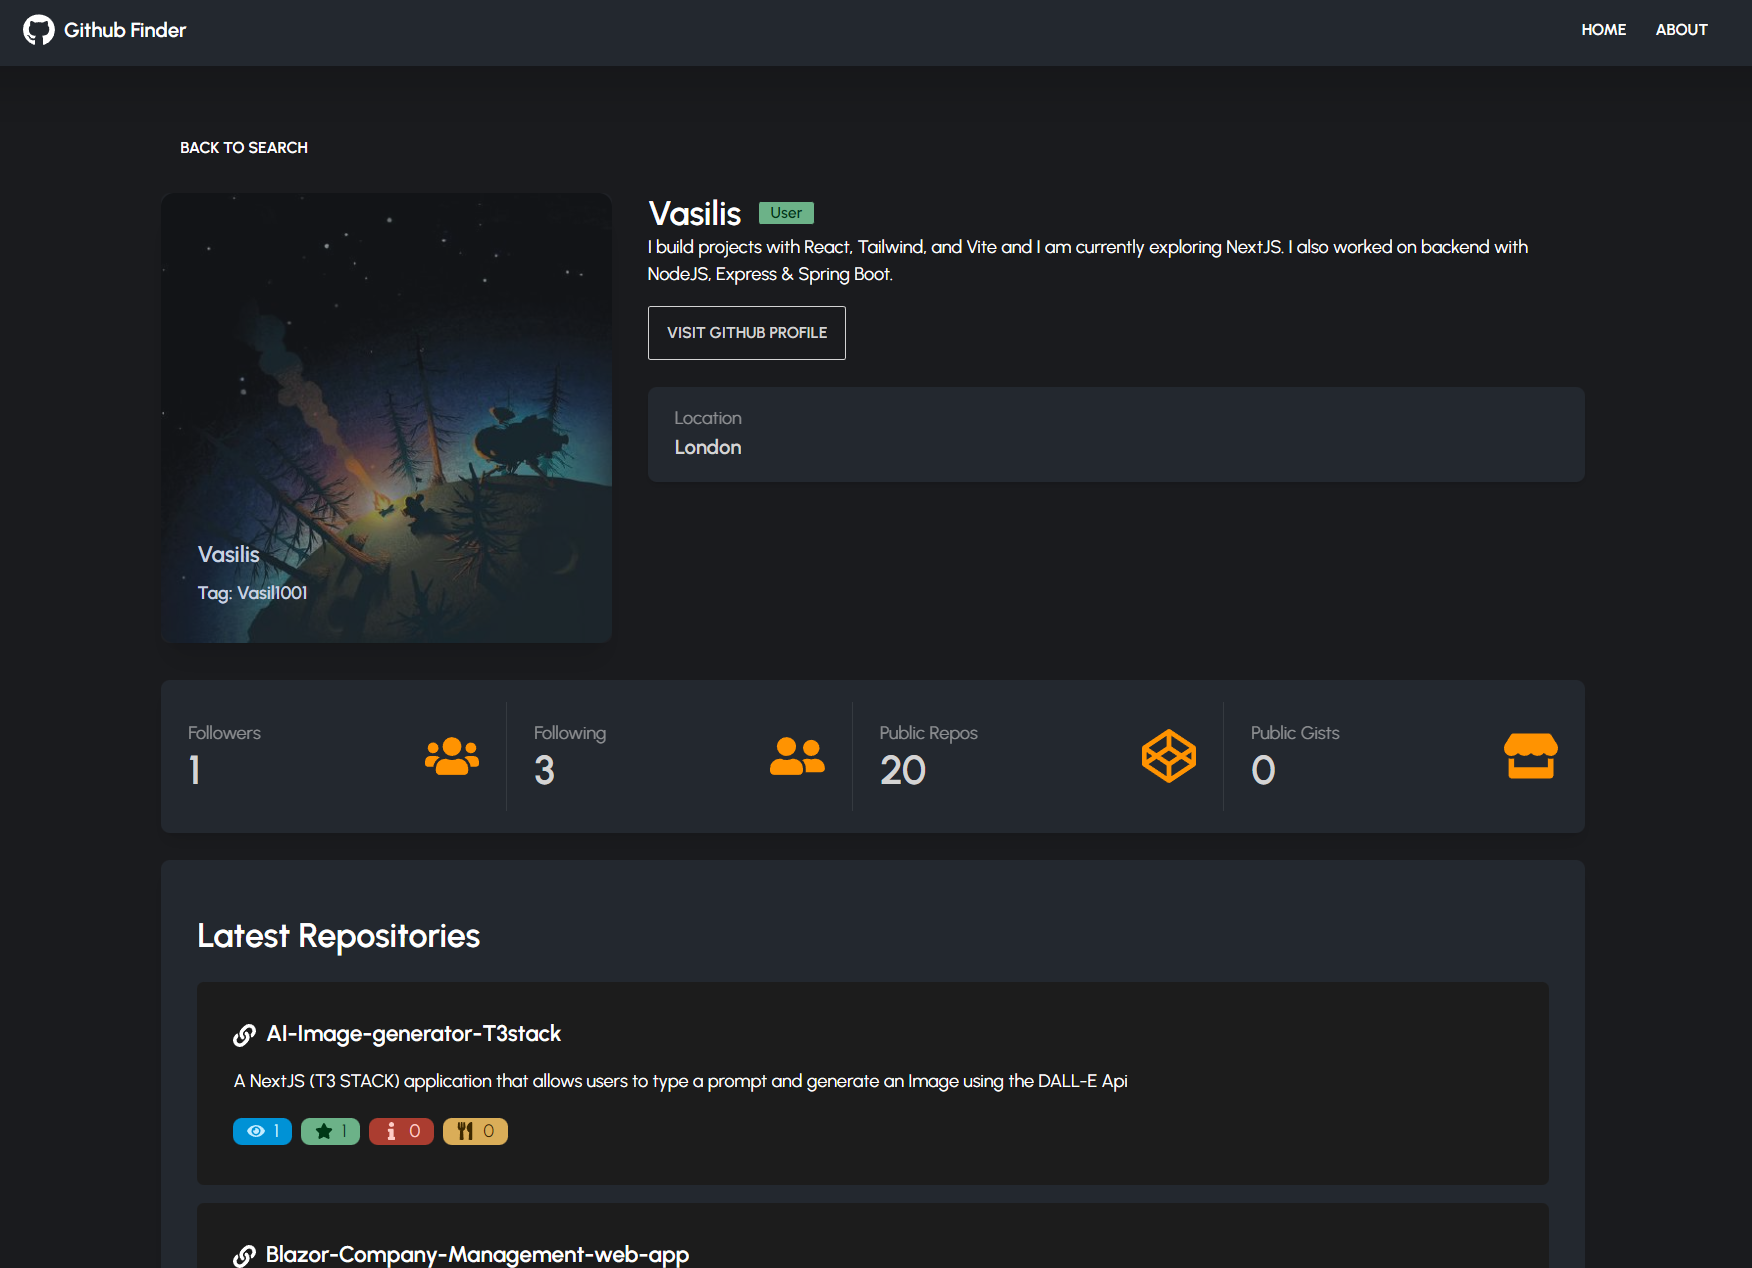 Github Finder
HOME
ABOUT
BACK TO SEARCH
Vasilis
Tag: Vasil1001
Vasilis
User
I build projects with React, Tailwind, and Vite and I am currently exploring NextJS. I also worked on backend with
NodeJS, Express & Spring Boot.
VISIT GITHUB PROFILE
Location
London
Followers
1
Following
3
Public Repos
20
Public Gists
0
Latest Repositories
AI-Image-generator-T3stack
A NextJS (T3 STACK) application that allows users to type a prompt and generate an Image using the DALL-E Api
1
1
0
0
Blazor-Company-Management-web-app